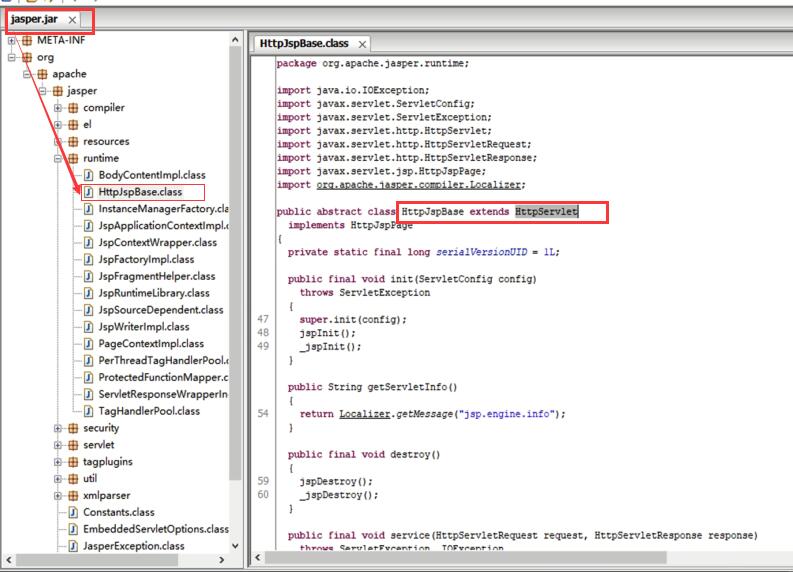 jasper.jar
META-INF
org
apache
jasper
compiler
el
resources
runtime
BodyContentImpl.class
HttpJspBase.class
InstanceManagerFactory.cla
JspApplicationContextImpl.c
JspContextWrapper.class
JspFactoryImpl.class
JspFragmentHelper.class
JspRuntimeLibrary.class
JspSourceDependent.class
JspWriterImpl.class
PageContextImpl.class
PerThreadTagHandlerPool.c
ProtectedFunctionMapper.c
ServletResponseWrapperIn
TagHandlerPool.class
security
servlet
tagplugins
util
xmlparser
Constants.class
EmbeddedServletOptions.class
JasperException.class
HttpJspBase.class
package org.apache.jasper.runtime;
import java.io.IOException;
import javax.servlet.ServletConfig;
import javax.servlet.ServletException;
import javax.servlet.http.HttpServlet;
import javax.servlet.http.HttpServletRequest;
import javax.servlet.http.HttpServletResponse;
import javax.servlet.jsp.HttpJspPage;
import org.apache.jasper.compiler.Localizer;
public abstract class HttpJspBase extends HttpServlet
implements HttpJspPage
{
private static final long serialVersionUID = 1L;
public final void init(ServletConfig config)
throws ServletException
{
47 super.init(config);
48 jspInit();
49 _jspInit();
}
public String getServletInfo()
{
54 return Localizer.getMessage("jsp.engine.info");
}
public final void destroy()
{
59 jspDestroy();
60 _jspDestroy();
}
public final void service(HttpServletRequest request, HttpServletResponse response)
throws ServletException, IOException